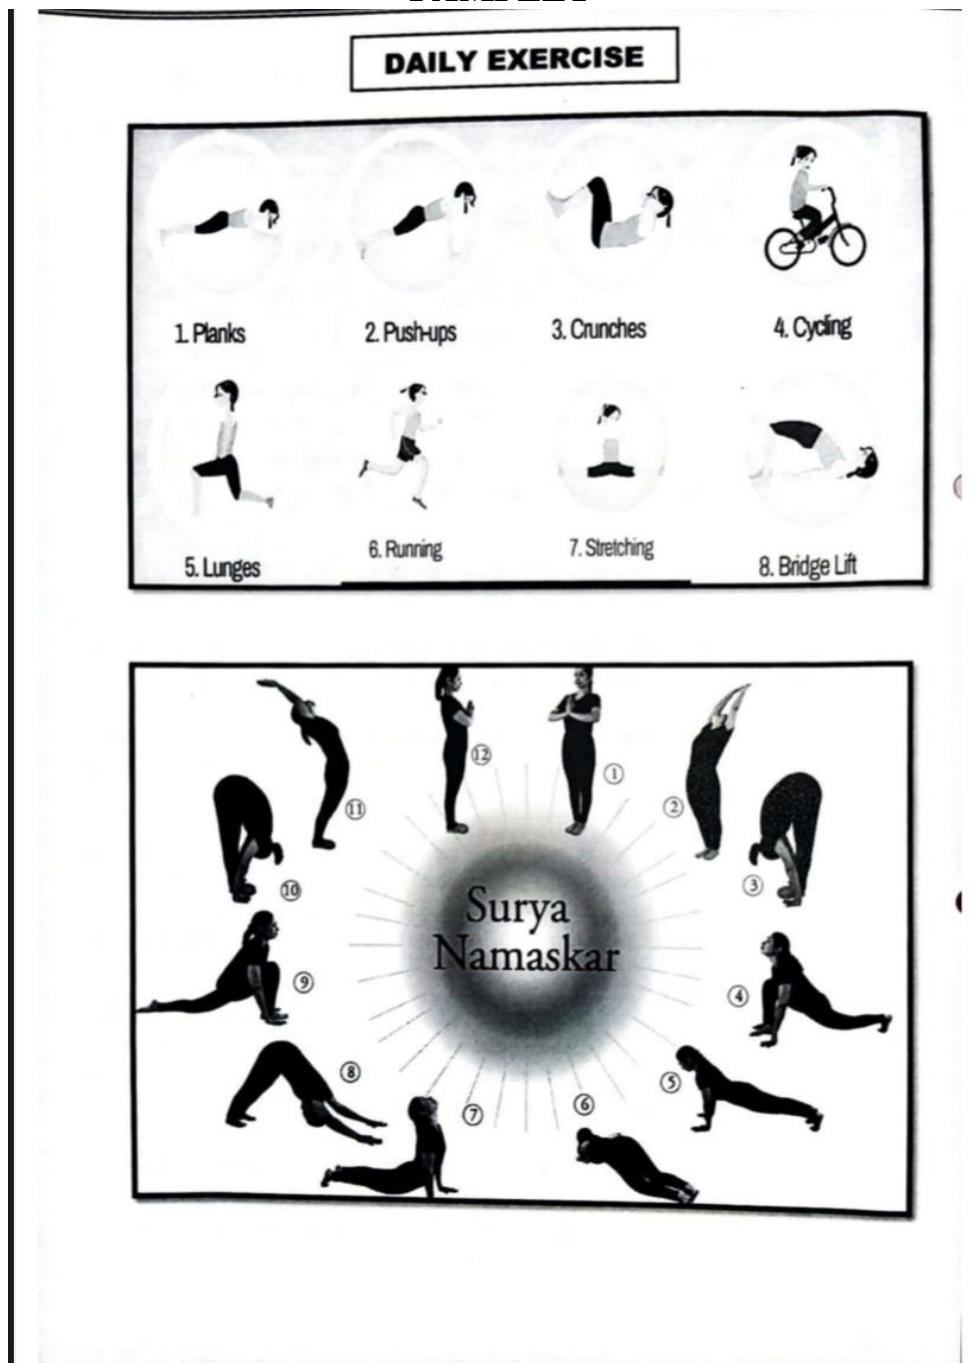 DAILY EXERCISE
1. Planks
2. Push-ups
3. Crunches
4. Cycling
5. Lunges
6. Running
7. Stretching
8. Bridge Lift
12
1
11
2
10
3
Surya
Namaskar
9
4
8
5
7
6